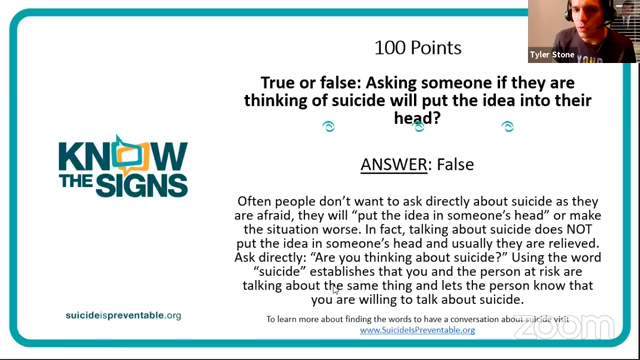 Tyler Stone
100 Points
True or false: Asking someone if they are
thinking of suicide will put the idea into their
head?
KNOW
THE SIGNS
ANSWER: False
Often people don't want to ask directly about suicide as they
are afraid, they will "put the idea in someone's head" or make
the situation worse. In fact, talking about suicide does NOT
put the idea in someone's head and usually they are relieved.
Ask directly: "Are you thinking about suicide?" Using the word
"suicide" establishes that you and the person at risk are
talking about the same thing and lets the person know that
you are willing to talk about suicide.
suicideispreventable.org
To learn more about finding the words to have a conversation about suicide visit
www.SuicideIsPreventable.org
zoom